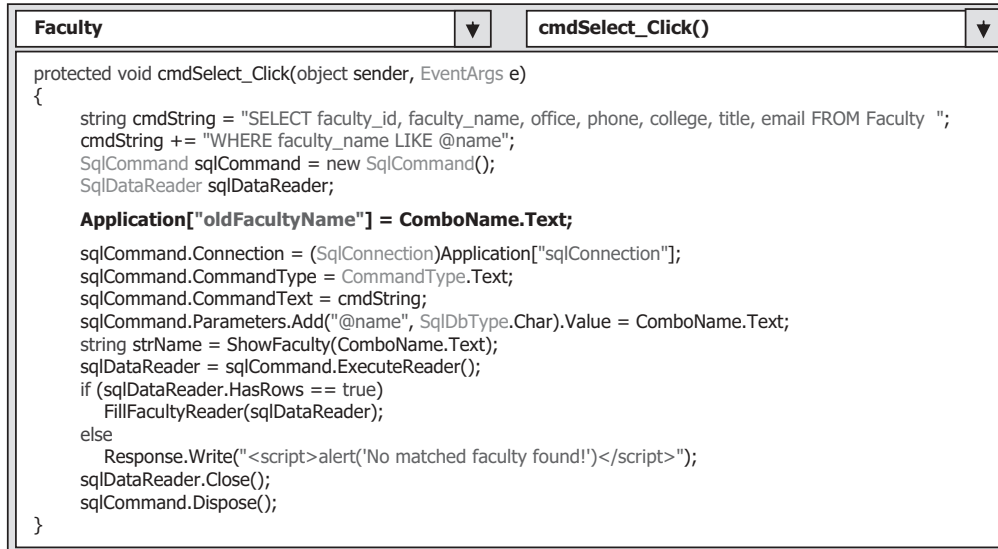 Faculty
cmdSelect_Click()
protected void cmdSelect_Click(object sender, EventArgs e)
{
string cmdString = "SELECT faculty_id, faculty_name, office, phone, college, title, email FROM Faculty ";
cmdString += "WHERE faculty_name LIKE @name";
SqlCommand sqlCommand = new SqlCommand();
SqlDataReader sqlDataReader;
Application["oldFacultyName"] = ComboName.Text;
sqlCommand.Connection = (SqlConnection)Application["sqlConnection"];
sqlCommand.CommandType = CommandType.Text;
sqlCommand.CommandText = cmdString;
sqlCommand.Parameters.Add("@name", SqlDbType.Char).Value = ComboName.Text;
string strName = ShowFaculty(ComboName.Text);
sqlDataReader = sqlCommand.ExecuteReader();
if (sqlDataReader.HasRows == true)
FillFacultyReader(sqlDataReader);
else
Response.Write("<script>alert('No matched faculty found!')</script>");
sqlDataReader.Close();
sqlCommand.Dispose();
}